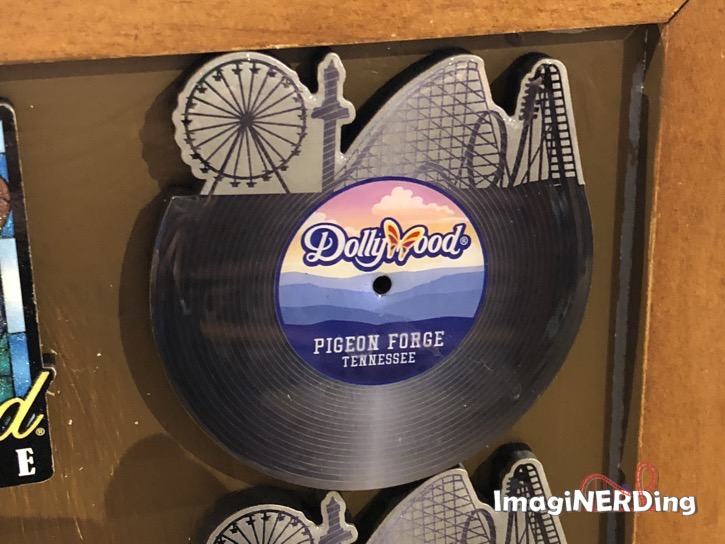 DollyWood®
PIGEON FORGE
TENNESSEE
d®
E
ImagiNERDing